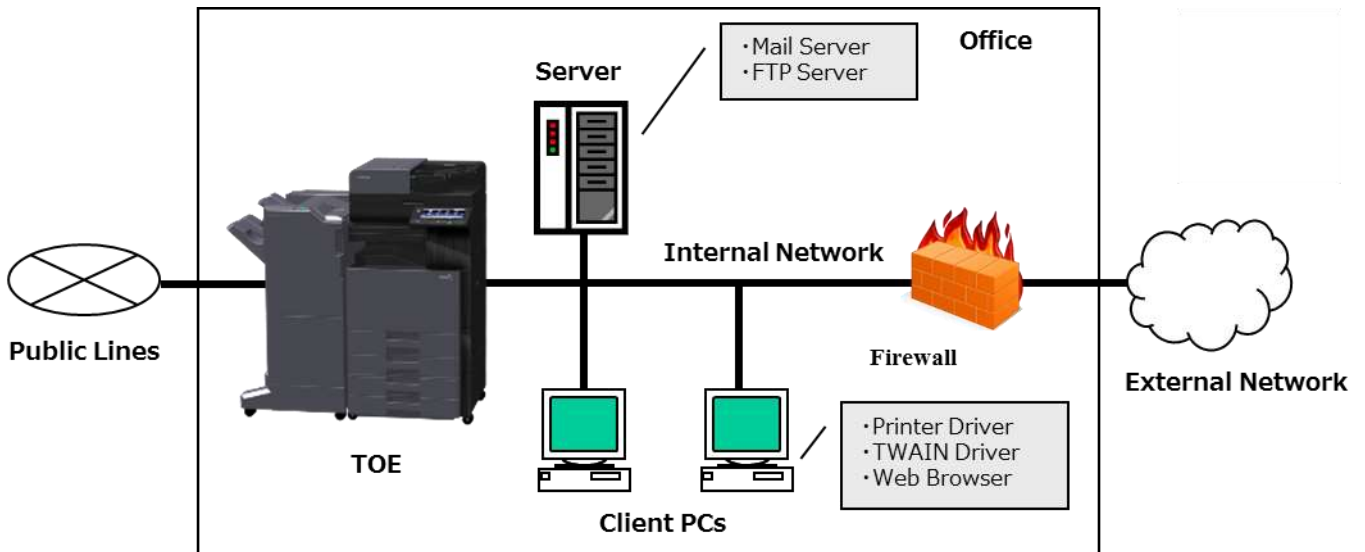 ・Mail Server
・FTP Server
Office
Server
Internal Network
Public Lines
Firewall
External Network
TOE
・Printer Driver
・TWAIN Driver
・Web Browser
Client PCs